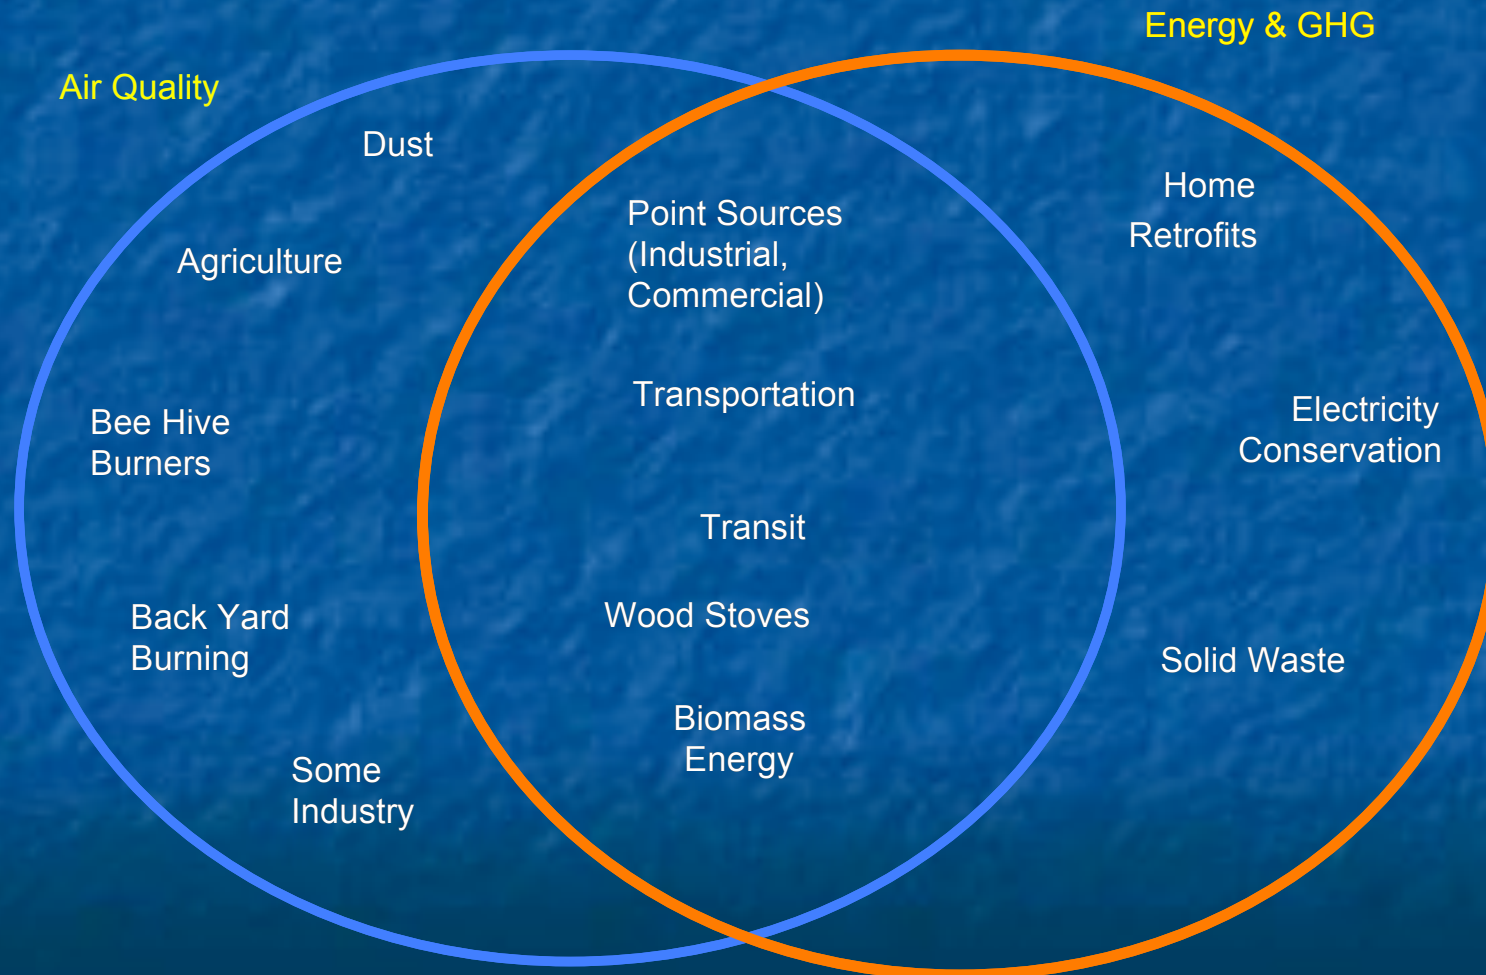 Energy & GHG
Air Quality
Dust
Agriculture
Bee Hive
Burners
Back Yard
Burning
Some
Industry
Point Sources
(Industrial,
Commercial)
Transportation
Transit
Wood Stoves
Biomass
Energy
Home
Retrofits
Electricity
Conservation
Solid Waste